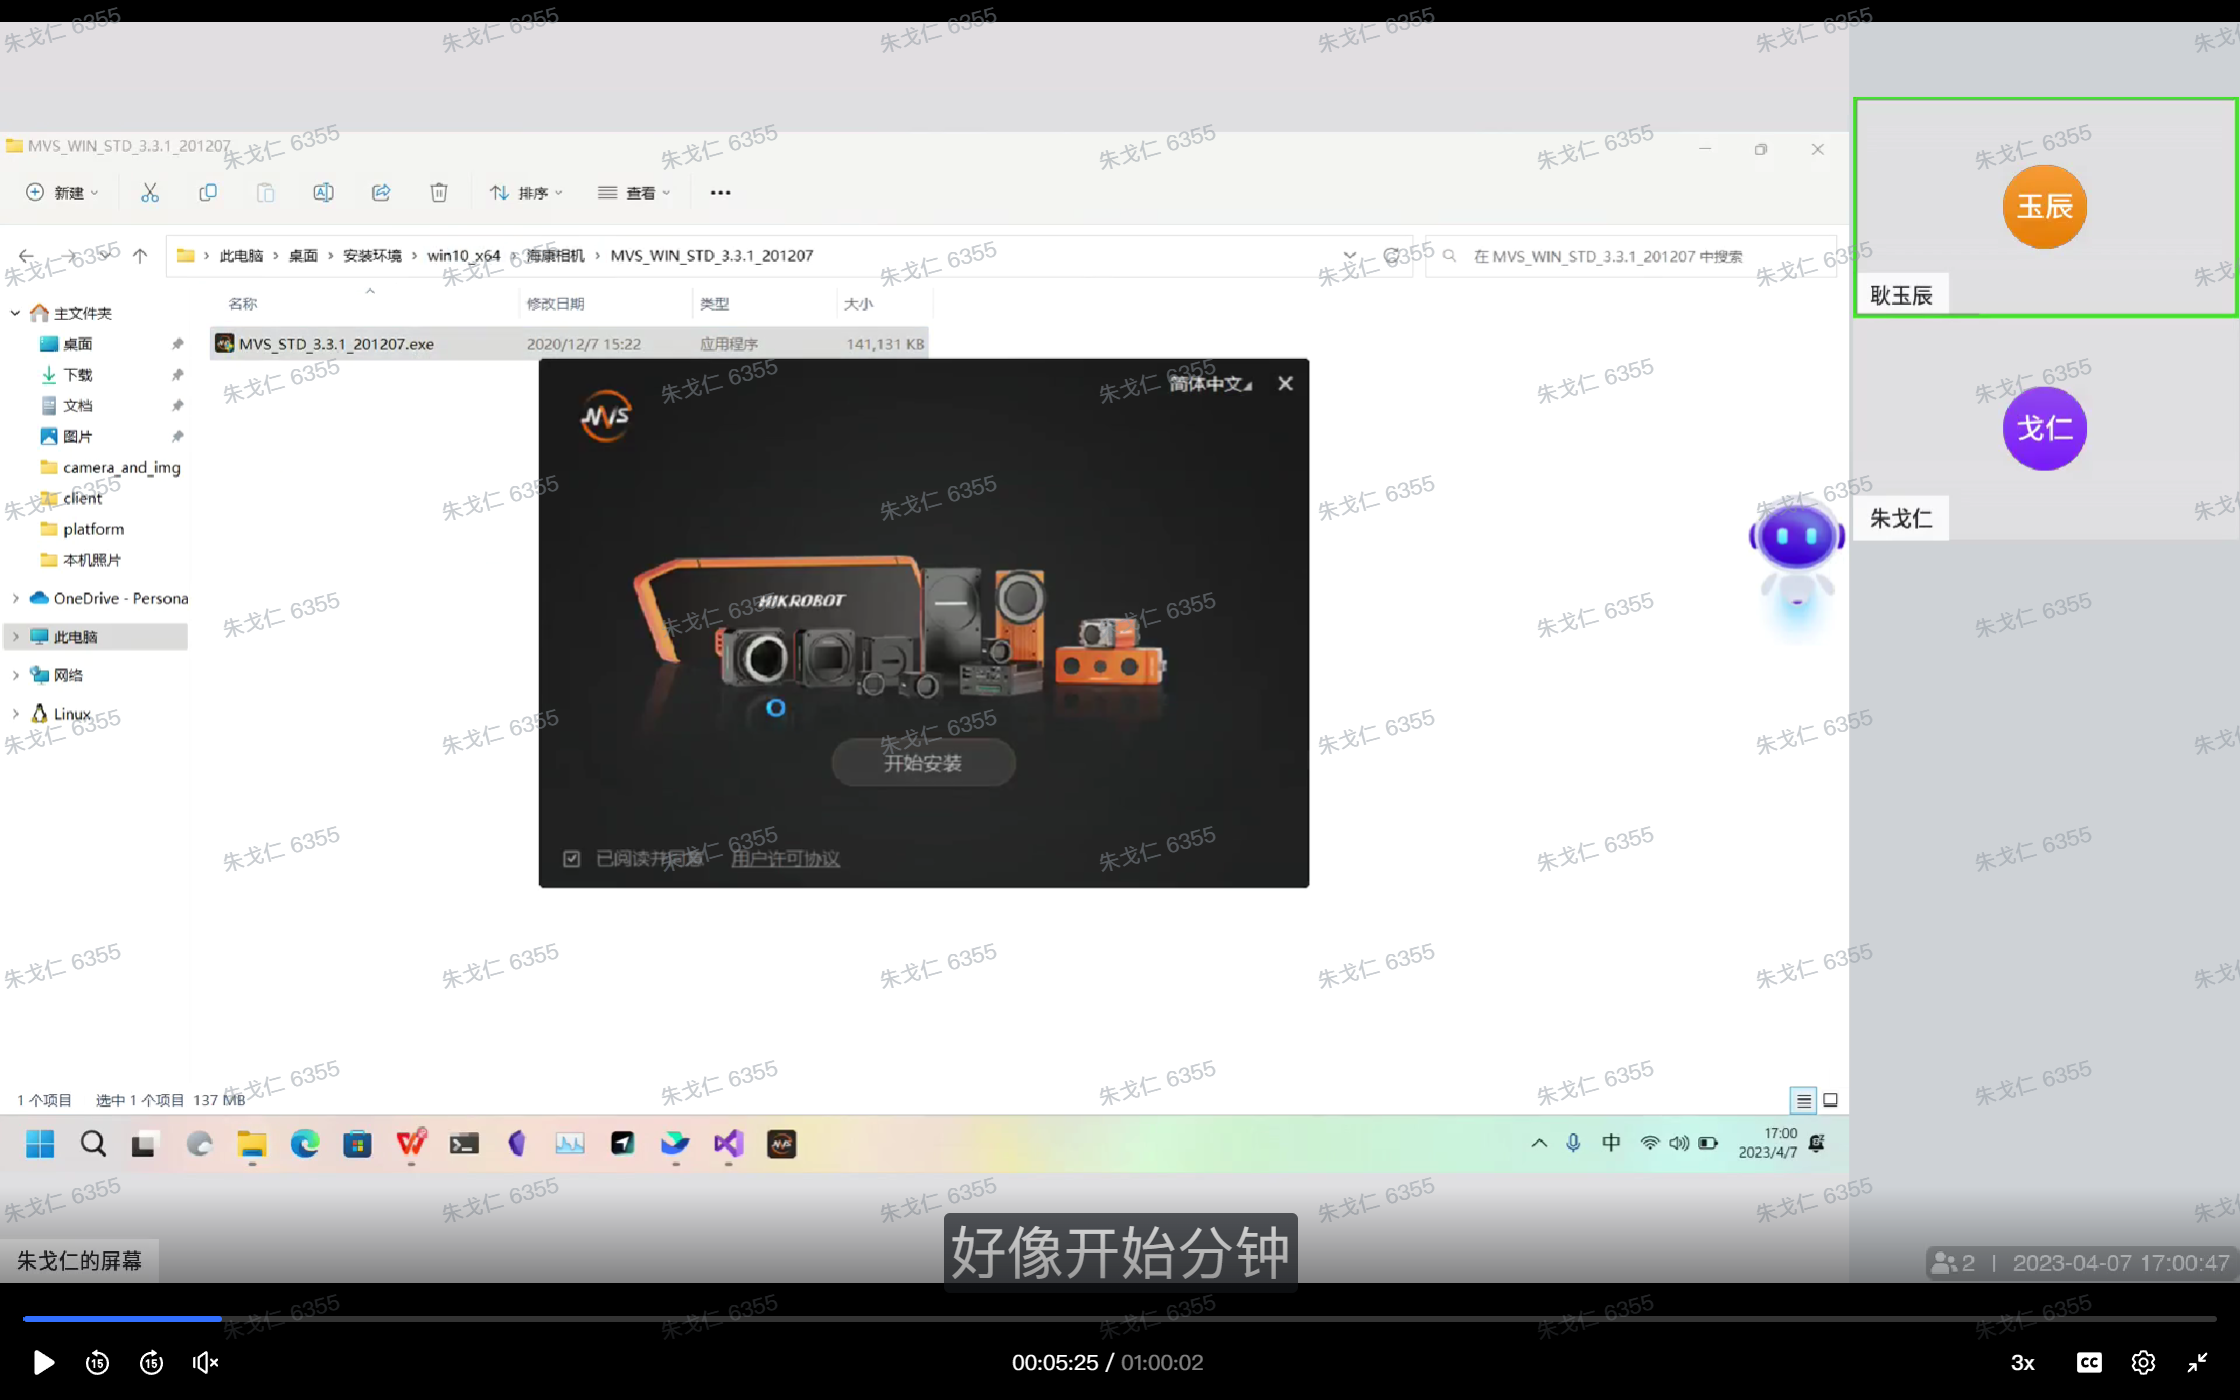 MVS_WIN_STD_3.3.1_201207
新建
排序
查看
此电脑 > 桌面 > 安装环境 > win10_x64 > 海康相机 > MVS_WIN_STD_3.3.1_201207
在 MVS_WIN_STD_3.3.1_201207 中搜索
名称 修改日期 类型 大小
MVS_STD_3.3.1_201207.exe 2020/12/7 15:22 应用程序 141,131 KB
主文件夹
桌面
下载
文档
图片
camera_and_img
client
platform
本机照片
OneDrive - Persona
此电脑
网络
Linux
MVS
简体中文
HIKROBOT
开始安装
已阅读并同意 用户许可协议
玉辰
耿玉辰
戈仁
朱戈仁
1 个项目 选中 1 个项目 137 MB
中
17:00
2023/4/7
朱戈仁的屏幕
好像开始分钟
2 | 2023-04-07 17:00:47
15
15
00:05:25 / 01:00:02
3x
CC
朱戈仁 6355